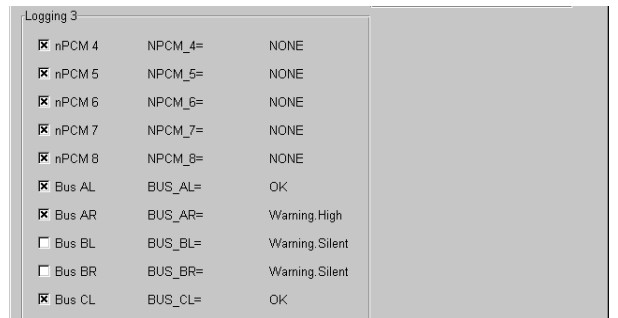 Logging 3
nPCM 4 NPCM_4= NONE
nPCM 5 NPCM_5= NONE
nPCM 6 NPCM_6= NONE
nPCM 7 NPCM_7= NONE
nPCM 8 NPCM_8= NONE
Bus AL BUS_AL= OK
Bus AR BUS_AR= Warning.High
Bus BL BUS_BL= Warning.Silent
Bus BR BUS_BR= Warning.Silent
Bus CL BUS_CL= OK